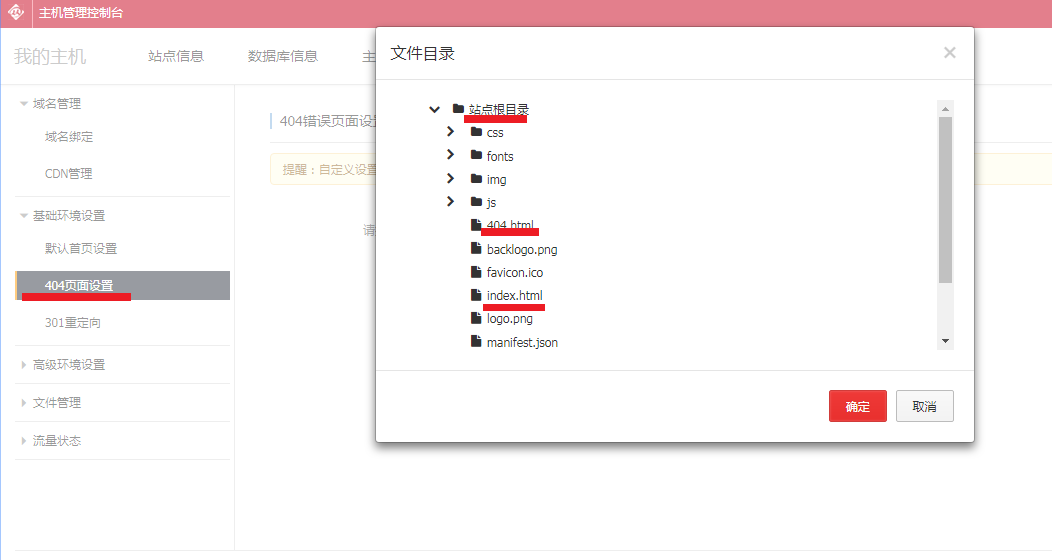 主机管理控制台
我的主机
站点信息
数据库信息
主
域名管理
域名绑定
CDN管理
基础环境设置
默认首页设置
404页面设置
301重定向
高级环境设置
文件管理
流量状态
404错误页面设置
提醒：自定义设置
请
文件目录
站点根目录
css
fonts
img
js
404.html
backlogo.png
favicon.ico
index.html
logo.png
manifest.json
确定
取消